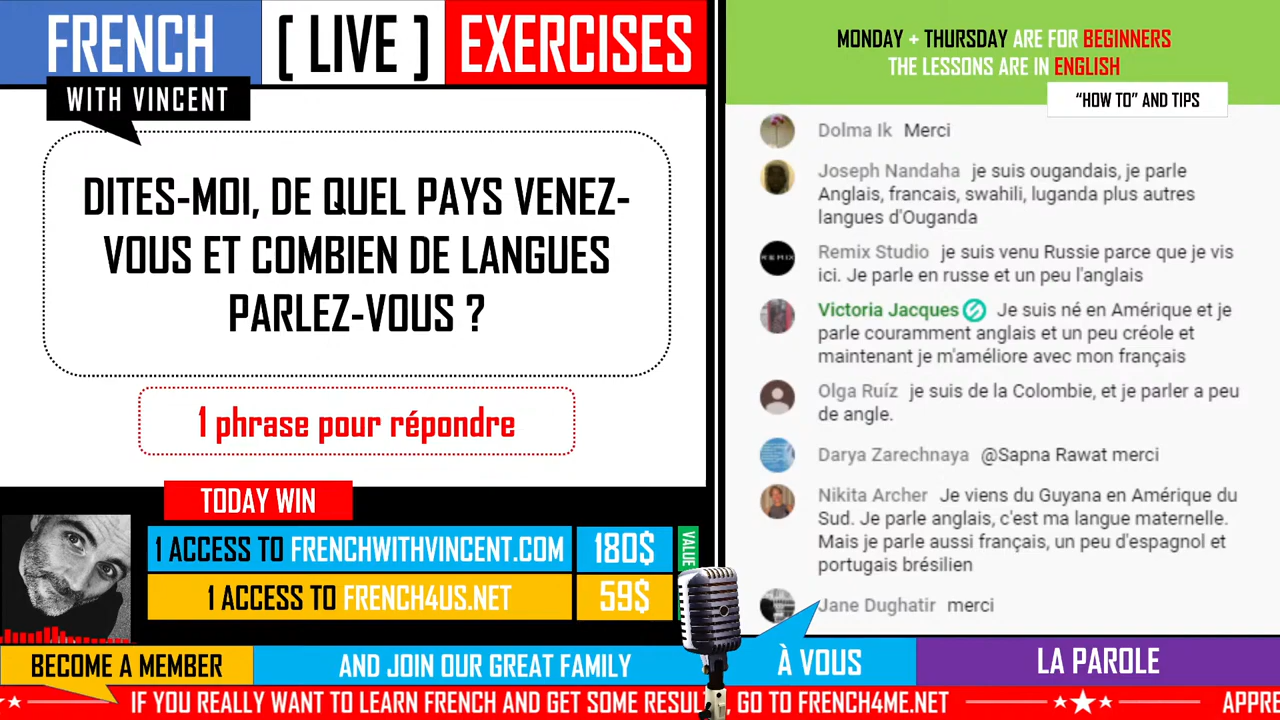 FRENCH [ LIVE ] EXERCISES
WITH VINCENT
DITES-MOI, DE QUEL PAYS VENEZ-
VOUS ET COMBIEN DE LANGUES
PARLEZ-VOUS ?
1 phrase pour répondre
TODAY WIN
1 ACCESS TO FRENCHWITHVINCENT.COM 180$
1 ACCESS TO FRENCH4US.NET 59$
VALUE
MONDAY + THURSDAY ARE FOR BEGINNERS
THE LESSONS ARE IN ENGLISH
“HOW TO” AND TIPS
Dolma Ik Merci
Joseph Nandaha je suis ougandais, je parle
Anglais, francais, swahili, luganda plus autres
langues d'Ouganda
REMIX
Remix Studio je suis venu Russie parce que je vis
ici. Je parle en russe et un peu l'anglais
Victoria Jacques Je suis né en Amérique et je
parle couramment anglais et un peu créole et
maintenant je m'améliore avec mon français
Olga Ruíz je suis de la Colombie, et je parler a peu
de angle.
Darya Zarechnaya @Sapna Rawat merci
Nikita Archer Je viens du Guyana en Amérique du
Sud. Je parle anglais, c'est ma langue maternelle.
Mais je parle aussi français, un peu d'espagnol et
portugais brésilien
Jane Dughatir merci
BECOME A MEMBER AND JOIN OUR GREAT FAMILY À VOUS LA PAROLE
IF YOU REALLY WANT TO LEARN FRENCH AND GET SOME RESUL , GO TO FRENCH4ME.NET APPRE